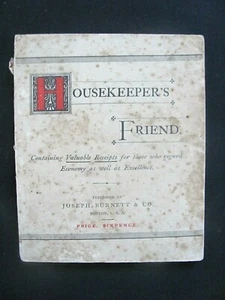 HOUSEKEEPER'S
FRIEND.
Containing Valuable Receipts for those who regard
Economy as well as Excellence.
JOSEPH BURNETT & CO.
BOSTON, U.S.A.
PRICE, SIXPENCE.